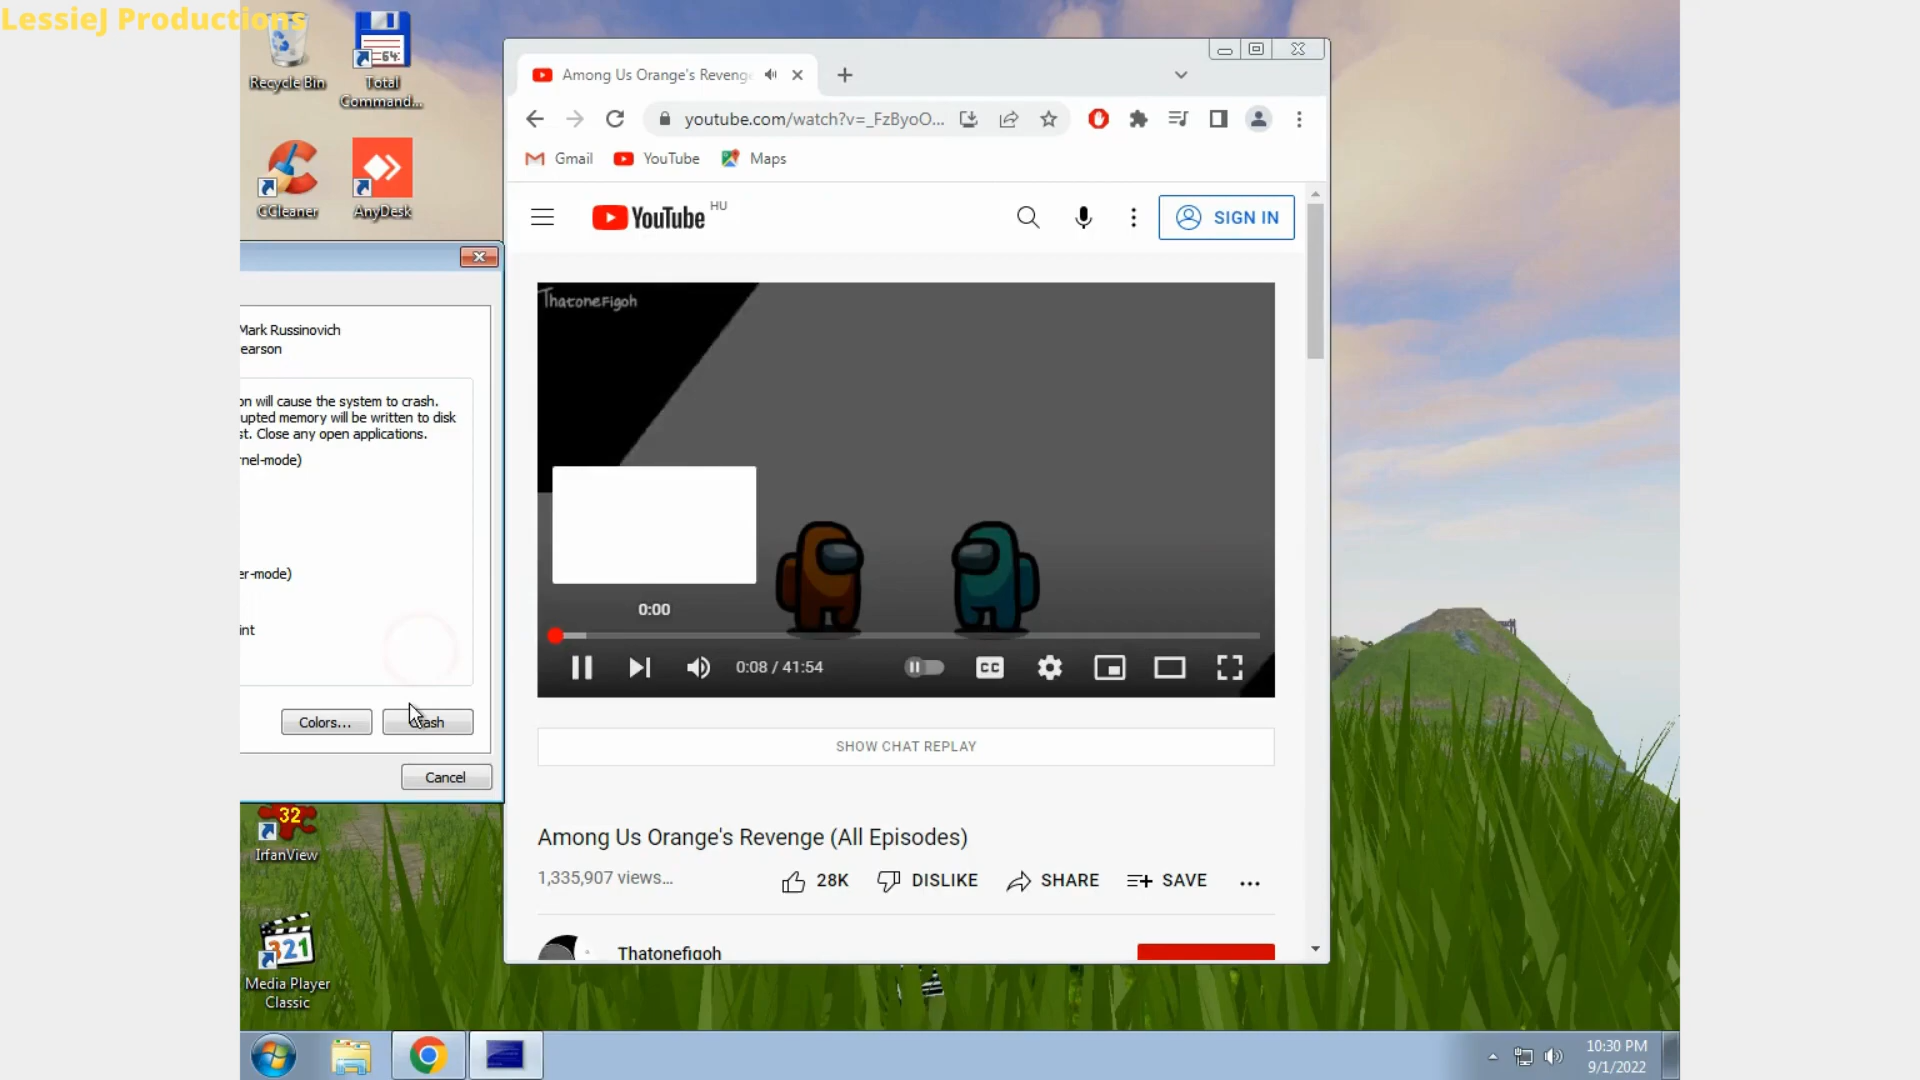 LessieJ Productions
Recycle Bin
64
Total
Command...
CCleaner
AnyDesk
Among Us Orange's Reveng
youtube.com/watch?v=_FzByoO...
Gmail
YouTube
Maps
YouTube HU
SIGN IN
Mark Russinovich
earson
on will cause the system to crash.
upted memory will be written to disk
st. Close any open applications.
rnel-mode)
er-mode)
int
Colors...
Crash
Cancel
Thatonefigoh
0:00
0:08 / 41:54
CC
SHOW CHAT REPLAY
Among Us Orange's Revenge (All Episodes)
1,335,907 views...
28K
DISLIKE
SHARE
SAVE
Thatonefigoh
32
IrfanView
321
Media Player
Classic
10:30 PM
9/1/2022